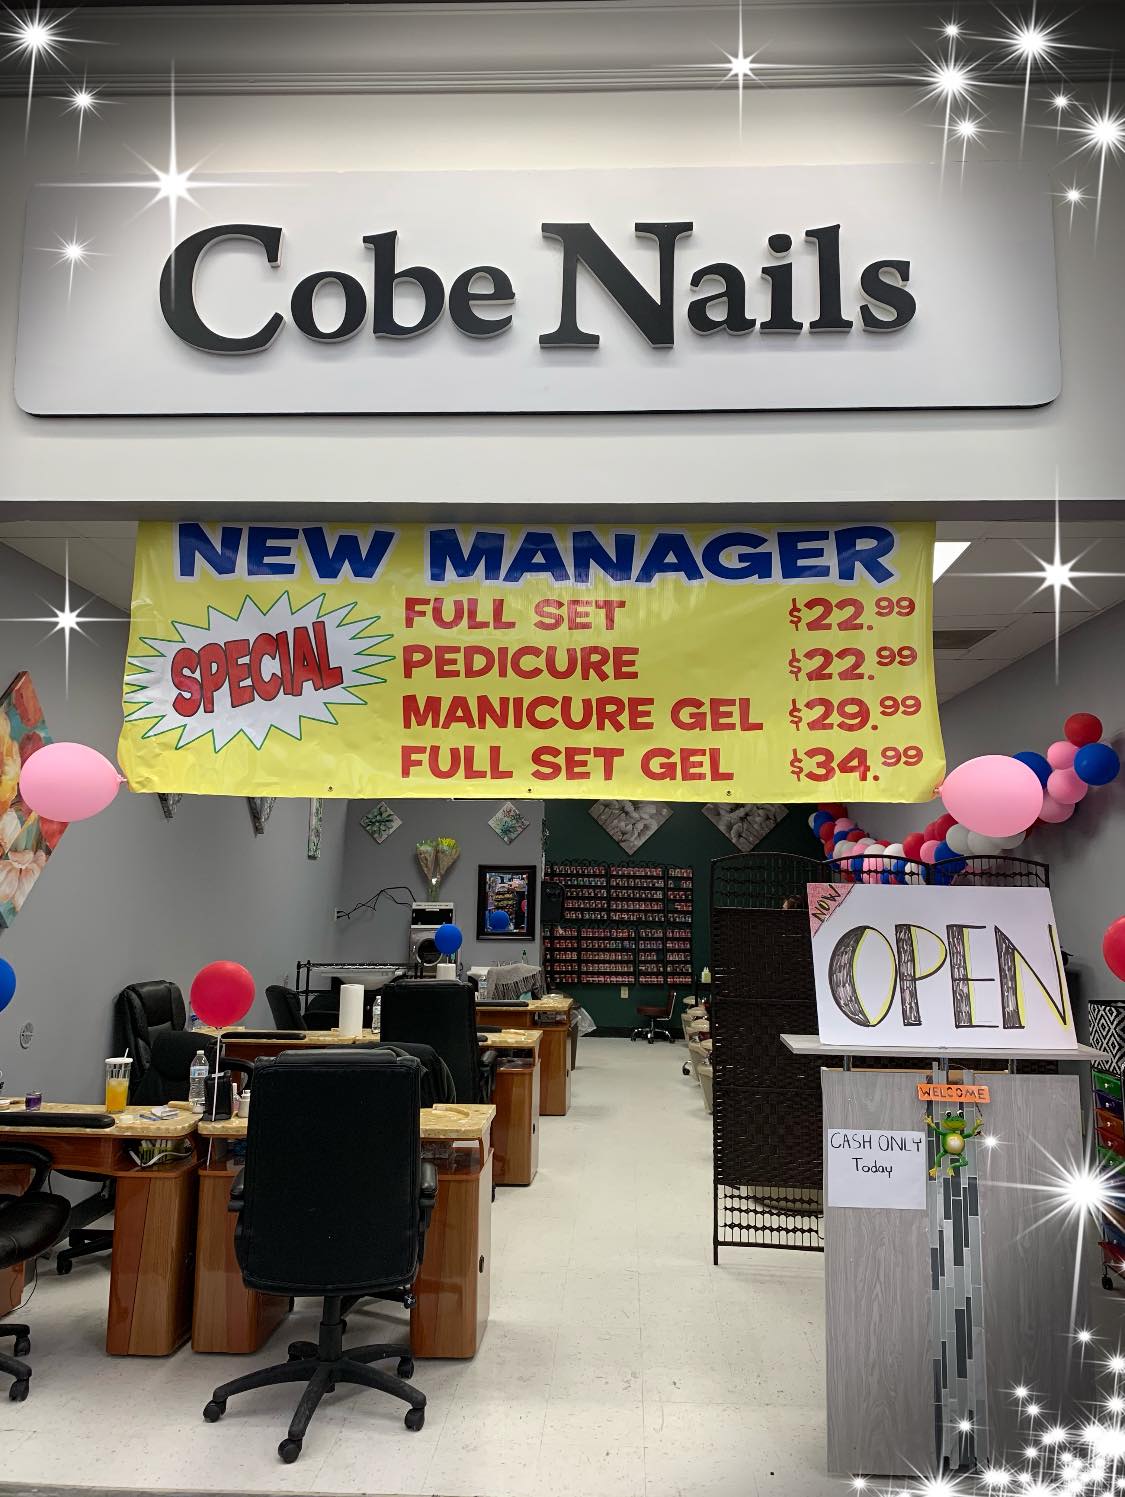 Cobe Nails
NEW MANAGER
SPECIAL
FULL SET $22.99
PEDICURE $22.99
MANICURE GEL $29.99
FULL SET GEL $34.99
NOW
OPEN
WELCOME
CASH ONLY
Today